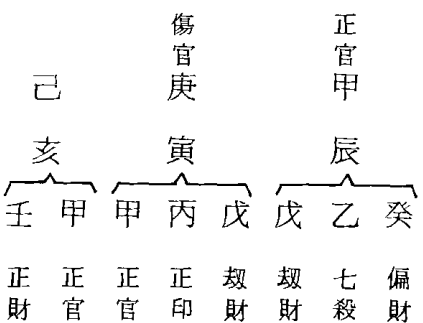 傷官 正官
己 庚 甲
亥 寅 辰
壬 甲 甲 丙 戊 戊 乙 癸
正財 正官 正官 正印 刼財 刼財 七殺 偏財